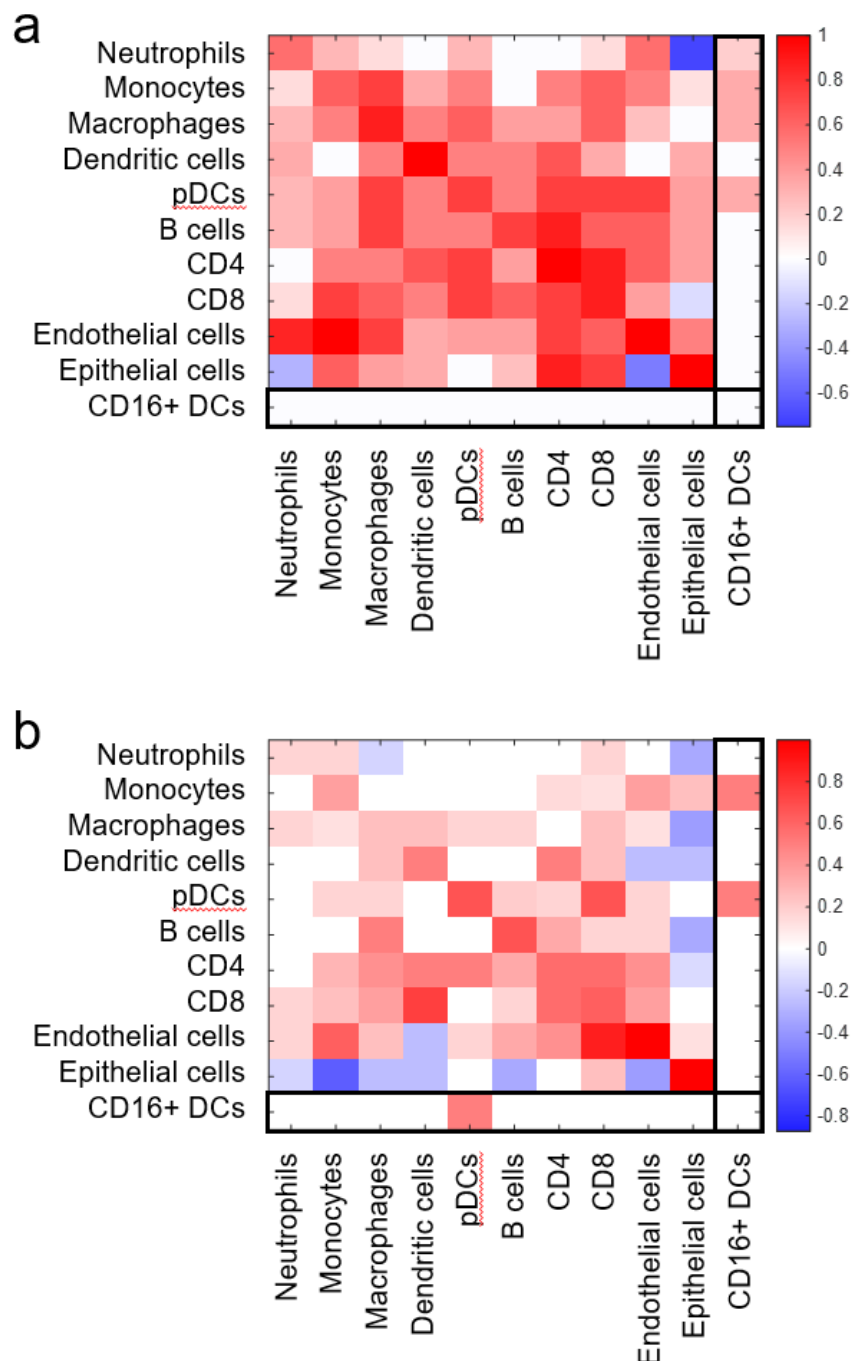 a
Neutrophils
Monocytes
Macrophages
Dendritic cells
pDCs
B cells
CD4
CD8
Endothelial cells
Epithelial cells
CD16+ DCs
1
0.8
0.6
0.4
0.2
0
-0.2
-0.4
-0.6
Neutrophils
Monocytes
Macrophages
Dendritic cells
pDCs
B cells
CD4
CD8
Endothelial cells
Epithelial cells
CD16+ DCs
b
Neutrophils
Monocytes
Macrophages
Dendritic cells
pDCs
B cells
CD4
CD8
Endothelial cells
Epithelial cells
CD16+ DCs
0.8
0.6
0.4
0.2
0
-0.2
-0.4
-0.6
-0.8
Neutrophils
Monocytes
Macrophages
Dendritic cells
pDCs
B cells
CD4
CD8
Endothelial cells
Epithelial cells
CD16+ DCs